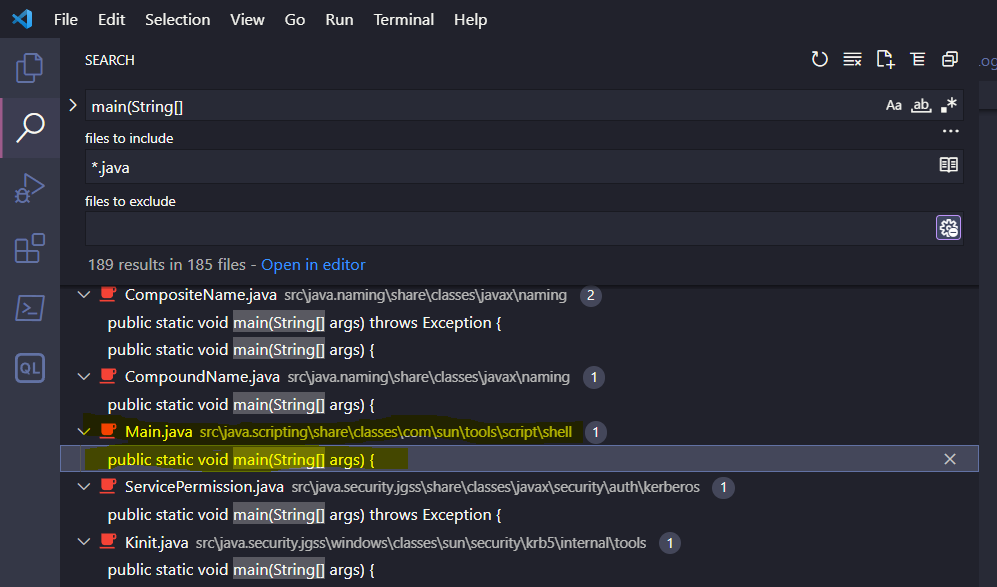 File Edit Selection View Go Run Terminal Help
SEARCH
main(String[]
Aa ab
files to include
*.java
files to exclude
189 results in 185 files - Open in editor
CompositeName.java src\java.naming\share\classes\javax\naming 2
public static void main(String[] args) throws Exception {
public static void main(String[] args) {
CompoundName.java src\java.naming\share\classes\javax\naming 1
public static void main(String[] args) {
Main.java src\java.scripting\share\classes\com\sun\tools\script\shell 1
public static void main(String[] args) {
ServicePermission.java src\java.security.jgss\share\classes\javax\security\auth\kerberos 1
public static void main(String[] args) throws Exception {
QL
Kinit.java src\java.security.jgss\windows\classes\sun\security\krb5\internal\tools 1
public static void main(String[] args) {